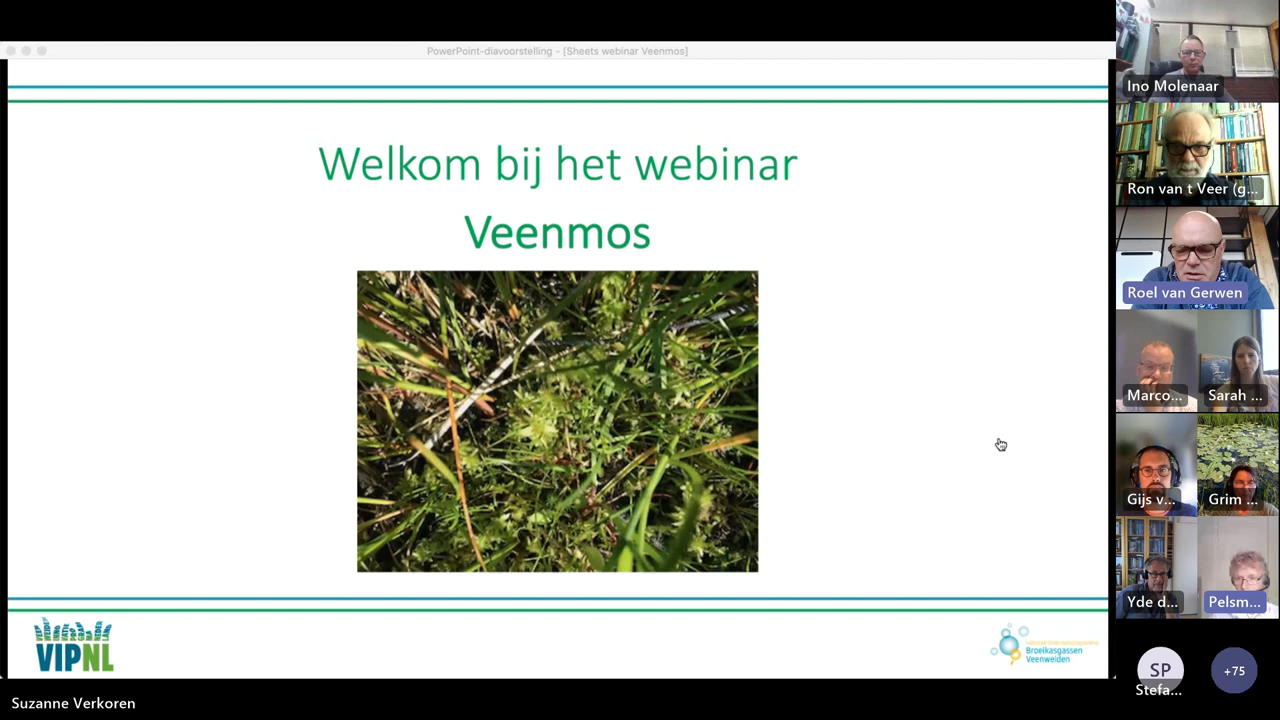 PowerPoint-diavoorstelling - [Sheets webinar Veenmos]
Welkom bij het webinar
Veenmos
VIPNL
Broeikasgassen
Veenweiden
Suzanne Verkoren
Ino Molenaar
Ron van t Veer (g...
Roel van Gerwen
Marco...
Sarah ...
Gijs v...
Grim ...
Yde d...
Pelsm...
SP
Stefa...
+75